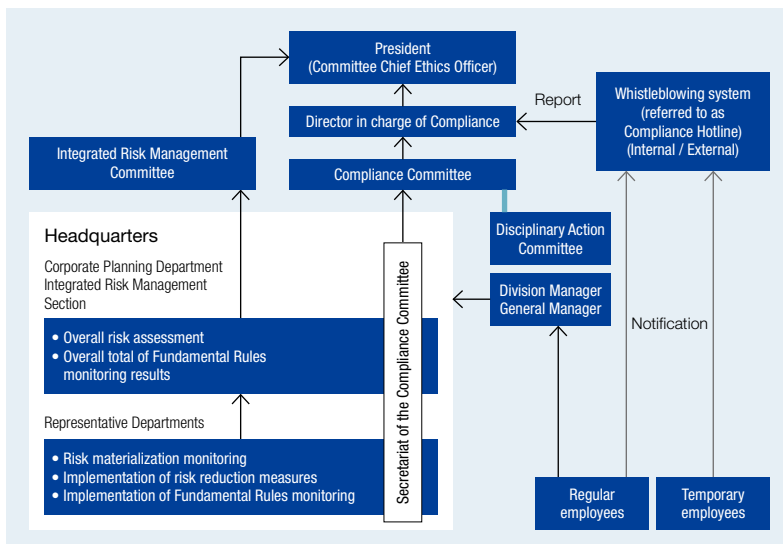 President
(Committee Chief Ethics Officer)
Report
Whistleblowing system
(referred to as
Compliance Hotline)
(Internal / External)
Director in charge of Compliance
Integrated Risk Management
Committee
Compliance Committee
Disciplinary Action
Committee
Headquarters
Corporate Planning Department
Integrated Risk Management
Section
Division Manager
General Manager
Notification
• Overall risk assessment
• Overall total of Fundamental Rules
monitoring results
Secretariat of the Compliance Committee
Representative Departments
• Risk materialization monitoring
• Implementation of risk reduction measures
• Implementation of Fundamental Rules monitoring
Regular
employees
Temporary
employees